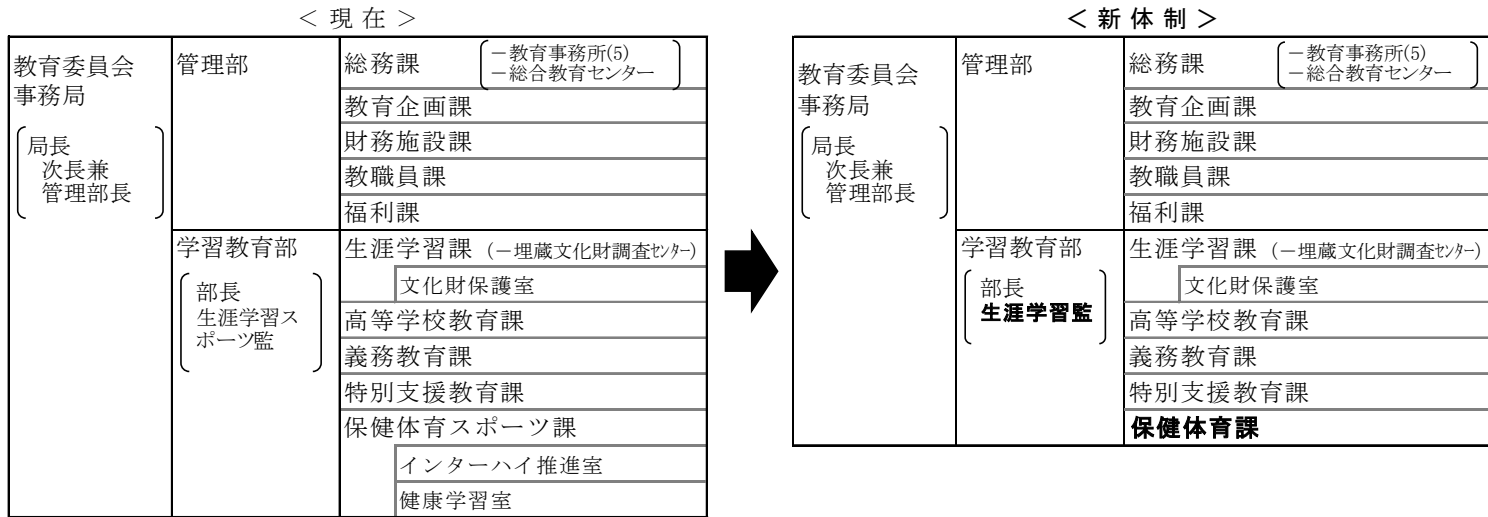 ＜現在＞
教育委員会
事務局
局長
次長兼
管理部長
管理部
総務課
－教育事務所(5)
－総合教育センター
教育企画課
財務施設課
教職員課
福利課
学習教育部
部長
生涯学習ス
ポーツ監
生涯学習課（－埋蔵文化財調査センター）
文化財保護室
高等学校教育課
義務教育課
特別支援教育課
保健体育スポーツ課
インターハイ推進室
健康学習室
＜新体制＞
教育委員会
事務局
局長
次長兼
管理部長
管理部
総務課
－教育事務所(5)
－総合教育センター
教育企画課
財務施設課
教職員課
福利課
学習教育部
部長
生涯学習監
生涯学習課（－埋蔵文化財調査センター）
文化財保護室
高等学校教育課
義務教育課
特別支援教育課
保健体育課